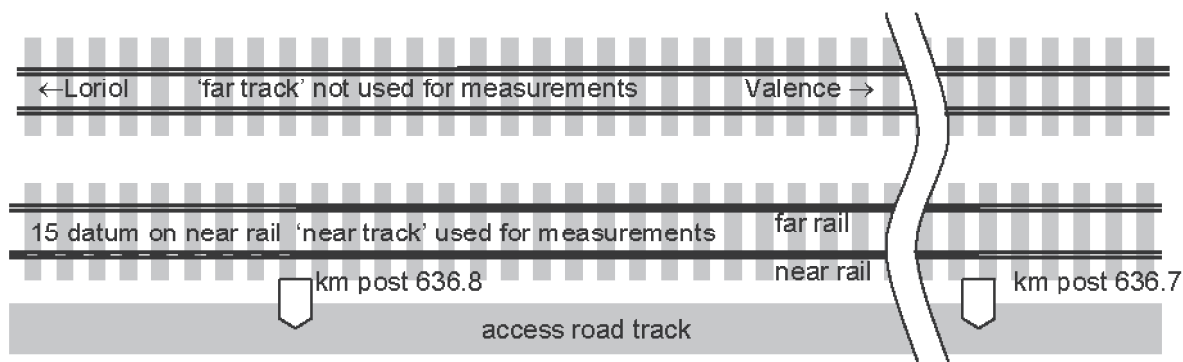 ←Loriol ‘far track’ not used for measurements Valence →
15 datum on near rail ‘near track’ used for measurements far rail
near rail
km post 636.8 km post 636.7
access road track